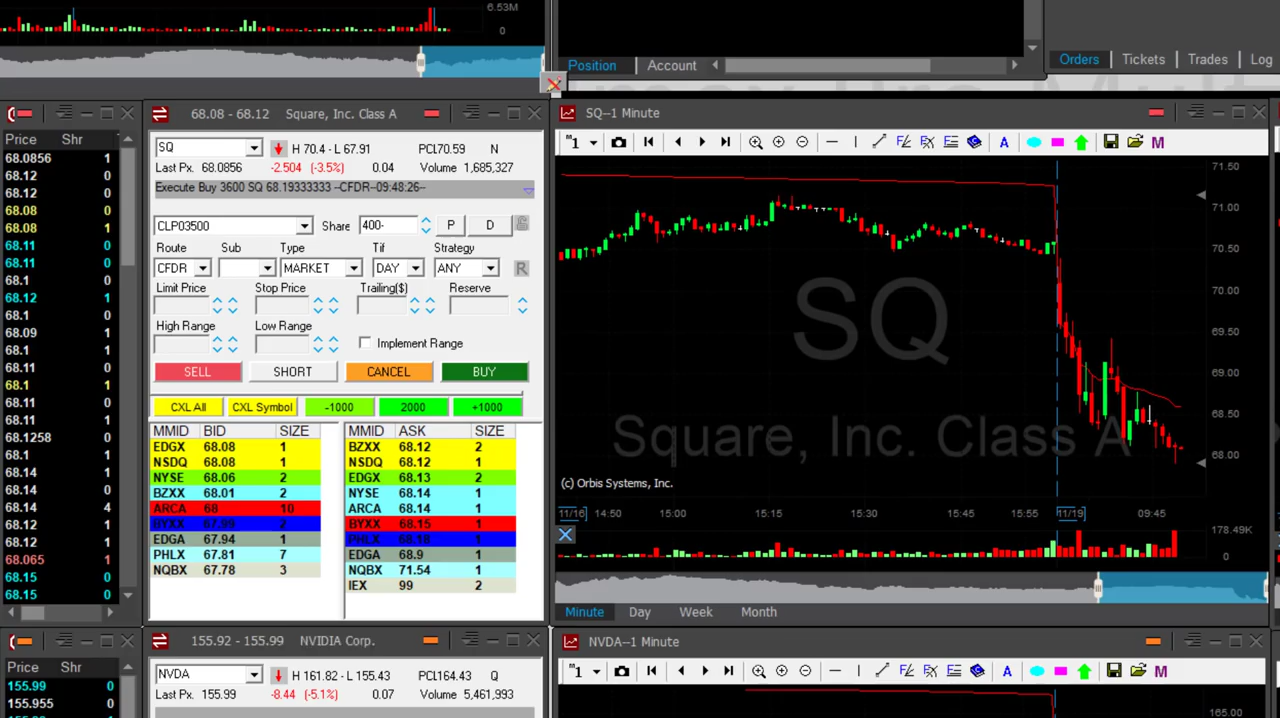 6.53M
0
Position Account
Orders Tickets Trades Log
68.08 - 68.12 Square, Inc. Class A
SQ--1 Minute
Price Shr
68.0856 1
68.12 0
68.12 0
68.08 0
68.08 1
68.11 0
68.11 0
68.1 0
68.12 1
68.1 0
68.09 1
68.1 1
68.11 0
68.1 1
68.11 0
68.11 1
68.1258 0
68.1 1
68.14 1
68.14 0
68.14 4
68.12 1
68.12 0
68.065 1
68.15 0
68.15 0
SQ H 70.4 - L 67.91 PCl70.59 N
Last Px 68.0856 -2.504 (-3.5%) 0.04 Volume 1,685,327
Execute Buy 3600 SQ 68.19333333 --CFDR--09:48:26--
CLP03500 Share 400- P D
Route Sub Type Tif Strategy
CFDR MARKET DAY ANY R
Limit Price Stop Price Trailing($) Reserve
High Range Low Range
Implement Range
SELL SHORT CANCEL BUY
CXL All CXL Symbol -1000 2000 +1000
MMID BID SIZE MMID ASK SIZE
EDGX 68.08 1 BZXX 68.12 2
NSDQ 68.08 1 NSDQ 68.12 1
NYSE 68.06 2 EDGX 68.13 2
BZXX 68.01 2 NYSE 68.14 1
ARCA 68 10 ARCA 68.14 1
BYXX 67.99 2 BYXX 68.15 1
EDGA 67.94 1 PHLX 68.18 1
PHLX 67.81 7 EDGA 68.9 1
NQBX 67.78 3 NQBX 71.54 1
IEX 99 2
1 A M
71.50
71.00
70.50
70.00
69.50
69.00
68.50
68.00
SQ
Square, Inc. Class A
(c) Orbis Systems, Inc.
11/16 14:50 15:00 15:15 15:30 15:45 15:55 11/19 09:45
178.49K
0
Minute Day Week Month
155.92 - 155.99 NVIDIA Corp.
NVDA--1 Minute
Price Shr
155.99 0
155.955 0
NVDA H 161.82 - L 155.43 PCl164.43 Q
Last Px 155.99 -8.44 (-5.1%) 0.07 Volume 5,461,993
1 A M
165.00